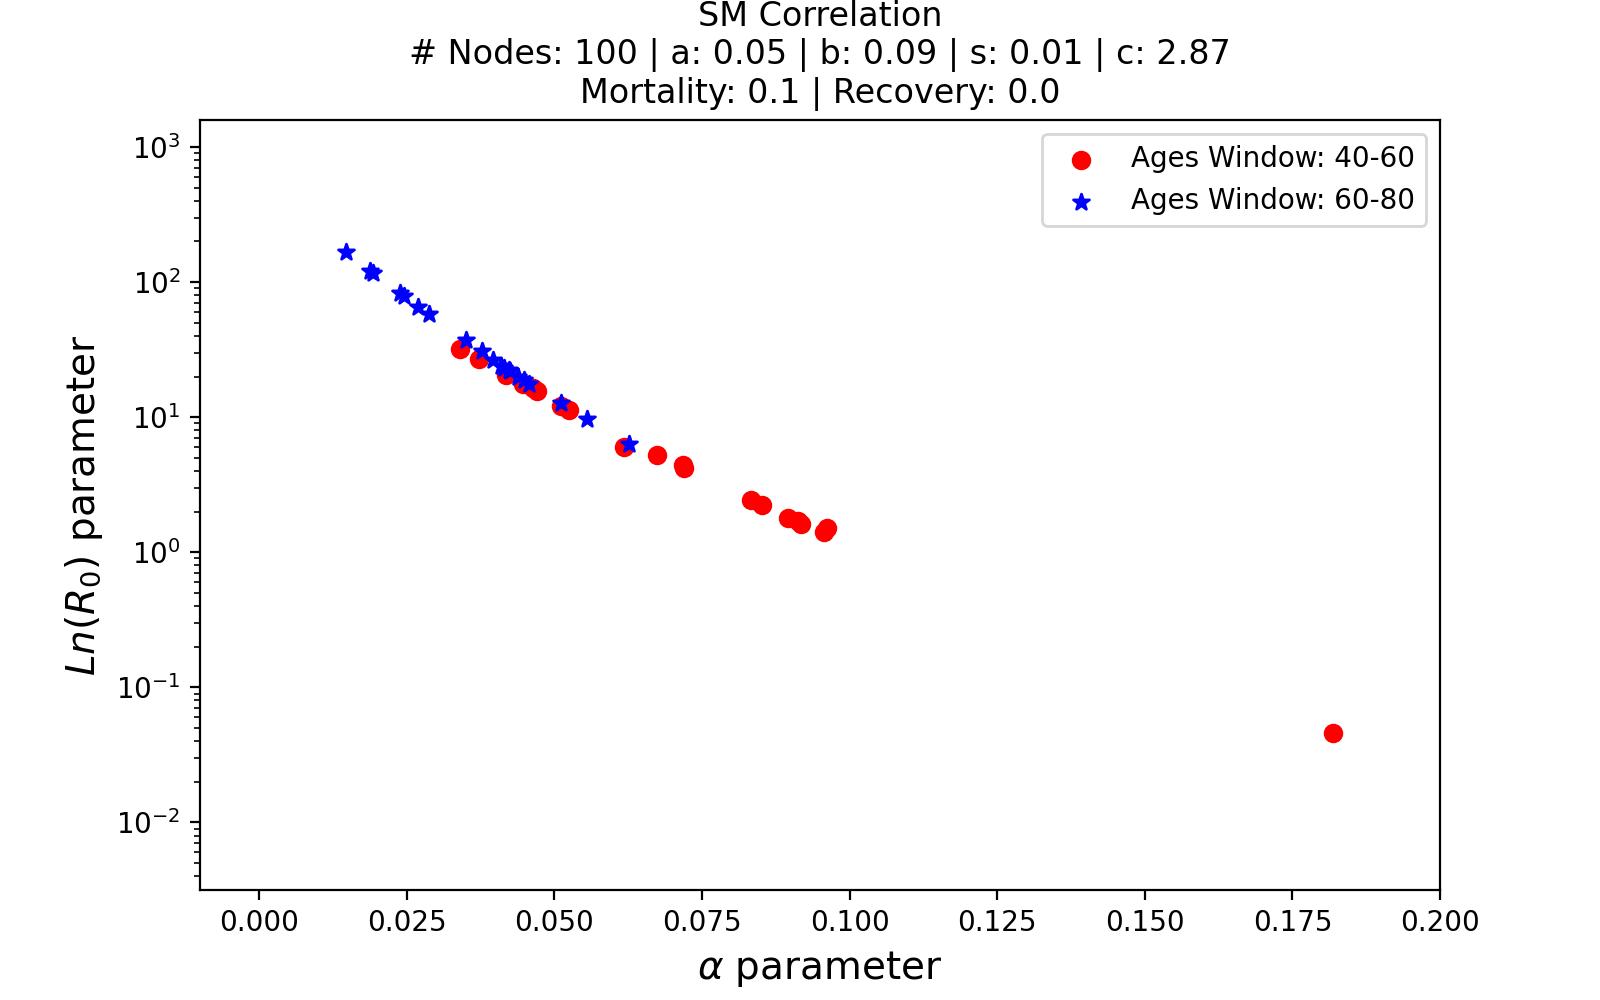 SM Correlation
# Nodes: 100 | a: 0.05 | b: 0.09 | s: 0.01 | c: 2.87
Mortality: 0.1 | Recovery: 0.0
Ages Window: 40-60
Ages Window: 60-80
Ln(R₀) parameter
10³
10²
10¹
10⁰
10⁻¹
10⁻²
0.000 0.025 0.050 0.075 0.100 0.125 0.150 0.175 0.200
α parameter